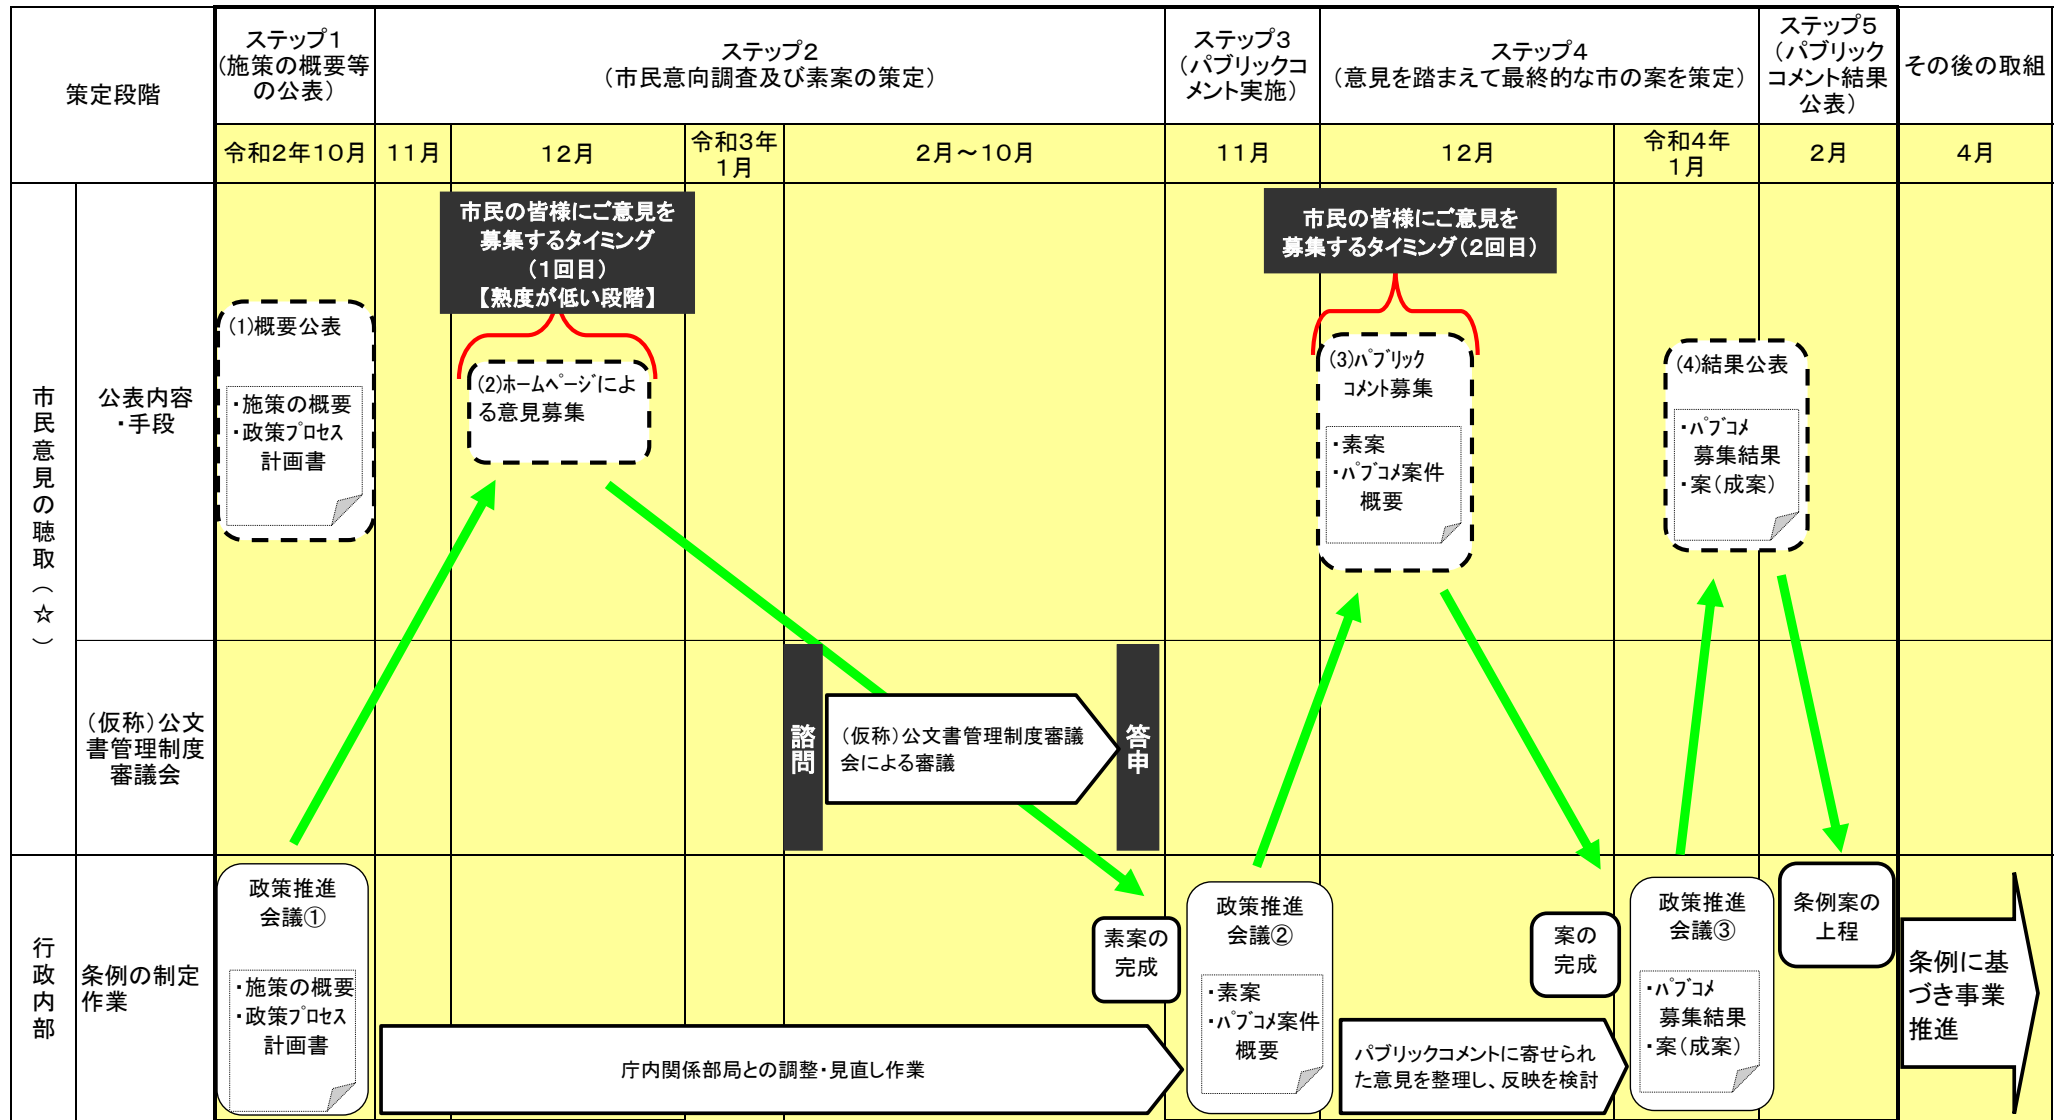 策定段階
ステップ1
(施策の概要等
の公表)
ステップ2
(市民意向調査及び素案の策定)
ステップ3
(パブリックコ
メント実施)
ステップ4
(意見を踏まえて最終的な市の案を策定)
ステップ5
(パブリック
コメント結果
公表)
その後の取組
令和2年10月
11月
12月
令和3年
1月
2月～10月
11月
12月
令和4年
1月
2月
4月
市民意見の聴取(☆)
公表内容
・手段
(1)概要公表
・施策の概要
・政策プロセス
計画書
市民の皆様にご意見を
募集するタイミング
(1回目)
【熟度が低い段階】
(2)ホームページによ
る意見募集
市民の皆様にご意見を
募集するタイミング(2回目)
(3)パブリック
コメント募集
・素案
・パブコメ案件
概要
(4)結果公表
・パブコメ
募集結果
・案(成案)
(仮称)公文
書管理制度
審議会
諮問
(仮称)公文書管理制度審議
会による審議
答申
行政内部
条例の制定
作業
政策推進
会議①
・施策の概要
・政策プロセス
計画書
庁内関係部局との調整・見直し作業
素案の
完成
政策推進
会議②
・素案
・パブコメ案件
概要
パブリックコメントに寄せられ
た意見を整理し、反映を検討
案の
完成
政策推進
会議③
・パブコメ
募集結果
・案(成案)
条例案の
上程
条例に基
づき事業
推進